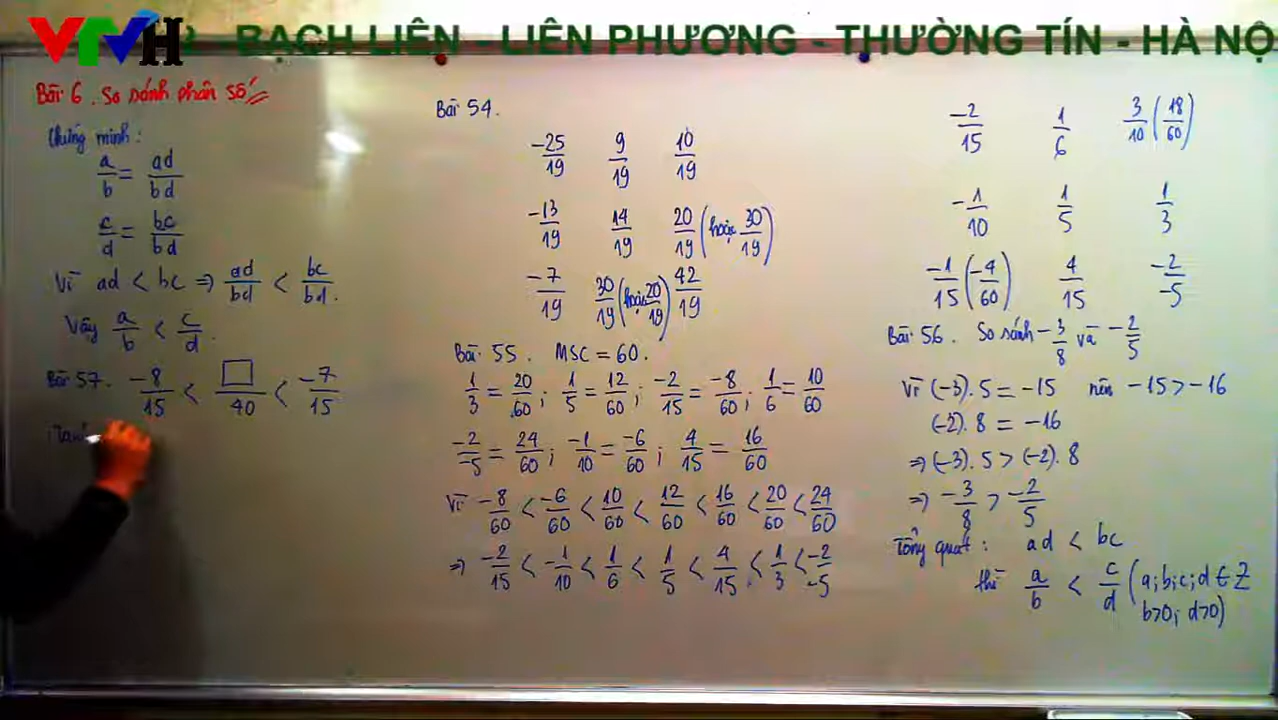 VTVH - BẠCH LIÊN - LIÊN PHƯƠNG - THƯỜNG TÍN - HÀ NỘ
Bài 6. So sánh phân số
Chứng minh:
a/b = ad/bd
c/d = bc/bd
Vì ad < bc ⇒ ad/bd < bc/bd.
Vậy a/b < c/d.
Bài 57. -8/15 < □/40 < -7/15
Bài 54.
-25/19 9/19 10/19
-13/19 14/19 20/19 (hoặc 30/19)
-7/19 30/19 (hoặc 20/19) 42/19
Bài 55. MSC = 60.
1/3 = 20/60; 1/5 = 12/60; -2/15 = -8/60; 1/6 = 10/60
-2/-5 = 24/60; -1/10 = -6/60; 4/15 = 16/60
Vì -8/60 < -6/60 < 10/60 < 12/60 < 16/60 < 20/60 < 24/60
⇒ -2/15 < -1/10 < 1/6 < 1/5 < 4/15 < 1/3 < -2/-5
-2/15 1/6 3/10 (18/60)
-1/10 1/5 1/3
-1/15 (-4/60) 4/15 -2/-5
Bài 56. So sánh -3/8 và -2/5
Vì (-3).5 = -15 nên -15 > -16
(-2).8 = -16
⇒ (-3).5 > (-2).8
⇒ -3/8 > -2/5
Tổng quát: ad < bc
thì a/b < c/d (a;b;c;d ∈ Z
b>0; d>0)